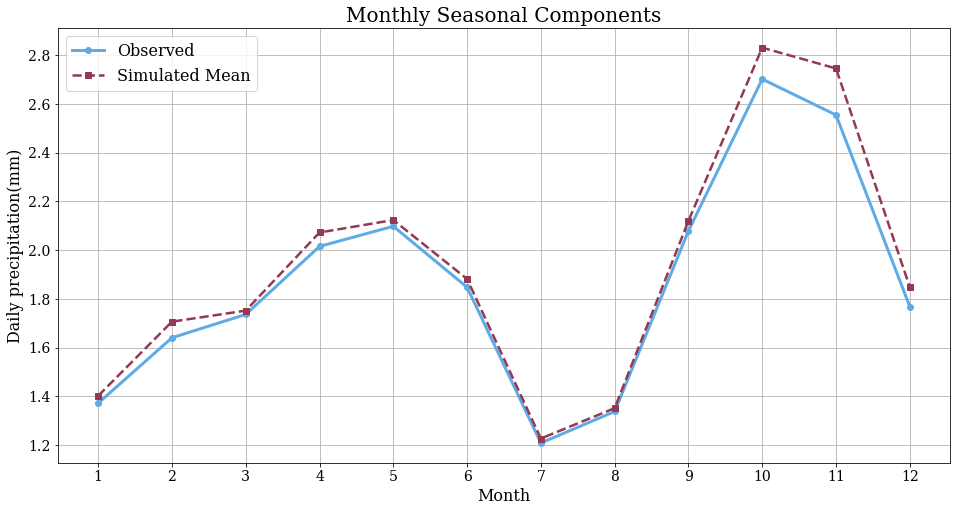 Monthly Seasonal Components
Observed
Simulated Mean
Daily precipitation(mm)
2.8
2.6
2.4
2.2
2.0
1.8
1.6
1.4
1.2
1 2 3 4 5 6 7 8 9 10 11 12
Month